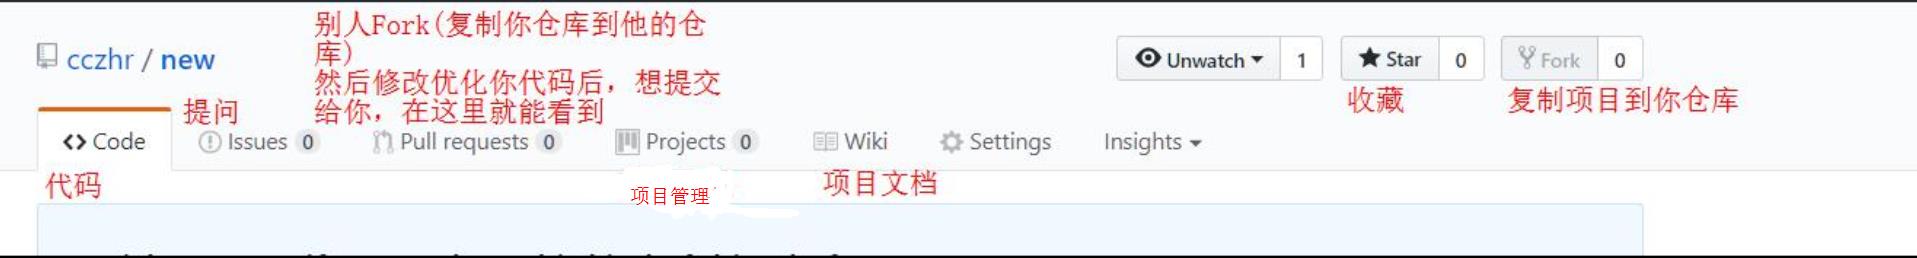 别人Fork(复制你仓库到他的仓
库)
然后修改优化你代码后，想提交
给你，在这里就能看到
cczhr / new
Unwatch 1
Star 0
Fork 0
收藏
复制项目到你仓库
提问
Code
Issues 0
Pull requests 0
Projects 0
Wiki
Settings
Insights
代码
项目管理
项目文档